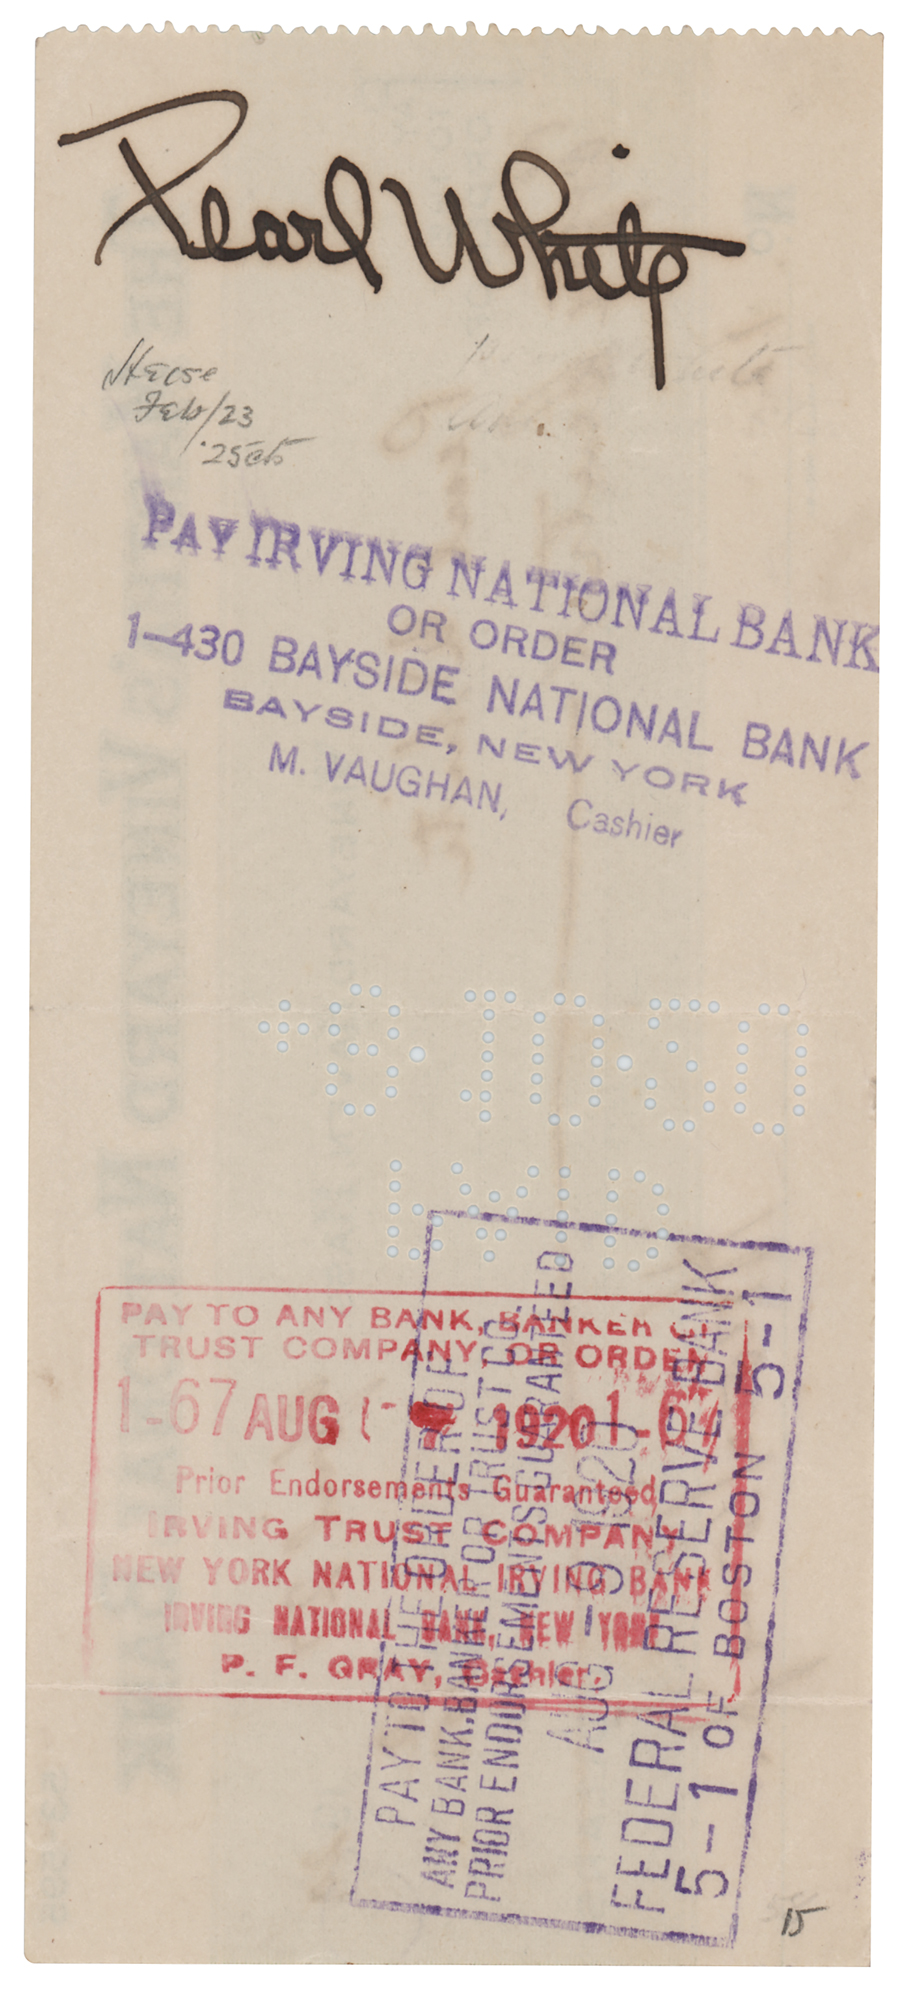 Pearl White
Feb/23
.25cts
PAY IRVING NATIONAL BANK
OR ORDER
1-430 BAYSIDE NATIONAL BANK
BAYSIDE, NEW YORK
M. VAUGHAN, Cashier
PAY TO ANY BANK, BANKER OR
TRUST COMPANY, OR ORDER
1-67 AUG 1920 1-67
Prior Endorsements Guaranteed
IRVING TRUST COMPANY
NEW YORK NATIONAL IRVING BANK
IRVING NATIONAL BANK, NEW YORK
P. F. GRAY, Cashier.
PAY TO THE ORDER OF
ANY BANK, BANKER OR TRUST CO.
PRIOR ENDORSEMENTS GUARANTEED
AUG -9 1920
FEDERAL RESERVE BANK
5-1 OF BOSTON 5-1
15